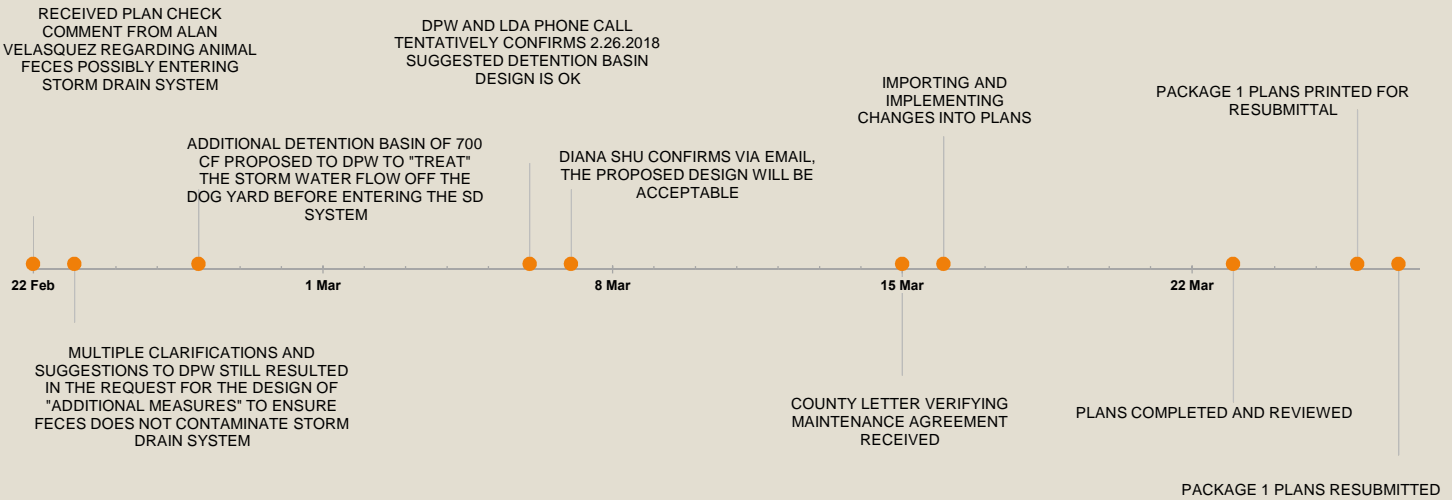 RECEIVED PLAN CHECK
COMMENT FROM ALAN
VELASQUEZ REGARDING ANIMAL
FECES POSSIBLY ENTERING
STORM DRAIN SYSTEM
DPW AND LDA PHONE CALL
TENTATIVELY CONFIRMS 2.26.2018
SUGGESTED DETENTION BASIN
DESIGN IS OK
IMPORTING AND
IMPLEMENTING
CHANGES INTO PLANS
PACKAGE 1 PLANS PRINTED FOR
RESUBMITTAL
ADDITIONAL DETENTION BASIN OF 700
CF PROPOSED TO DPW TO "TREAT"
THE STORM WATER FLOW OFF THE
DOG YARD BEFORE ENTERING THE SD
SYSTEM
DIANA SHU CONFIRMS VIA EMAIL,
THE PROPOSED DESIGN WILL BE
ACCEPTABLE
22 Feb
1 Mar
8 Mar
15 Mar
22 Mar
MULTIPLE CLARIFICATIONS AND
SUGGESTIONS TO DPW STILL RESULTED
IN THE REQUEST FOR THE DESIGN OF
"ADDITIONAL MEASURES" TO ENSURE
FECES DOES NOT CONTAMINATE STORM
DRAIN SYSTEM
COUNTY LETTER VERIFYING
MAINTENANCE AGREEMENT
RECEIVED
PLANS COMPLETED AND REVIEWED
PACKAGE 1 PLANS RESUBMITTED